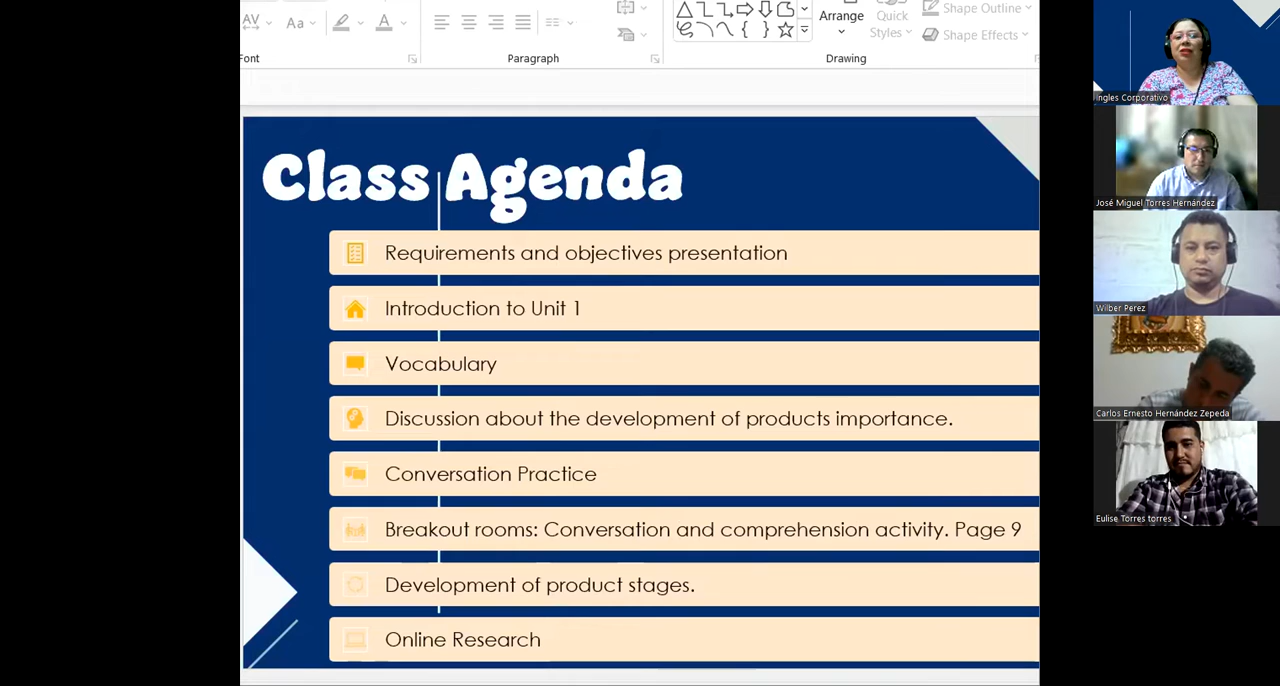 AV
Aa
A
Font
Paragraph
Arrange
Quick
Styles
Drawing
Shape Outline
Shape Effects
Class Agenda
Requirements and objectives presentation
Introduction to Unit 1
Vocabulary
Discussion about the development of products importance.
Conversation Practice
Breakout rooms: Conversation and comprehension activity. Page 9
Development of product stages.
Online Research
Ingles Corporativo
José Miguel Torres Hernández
Wilber Perez
Carlos Ernesto Hernández Zepeda
Eulise Torres torres